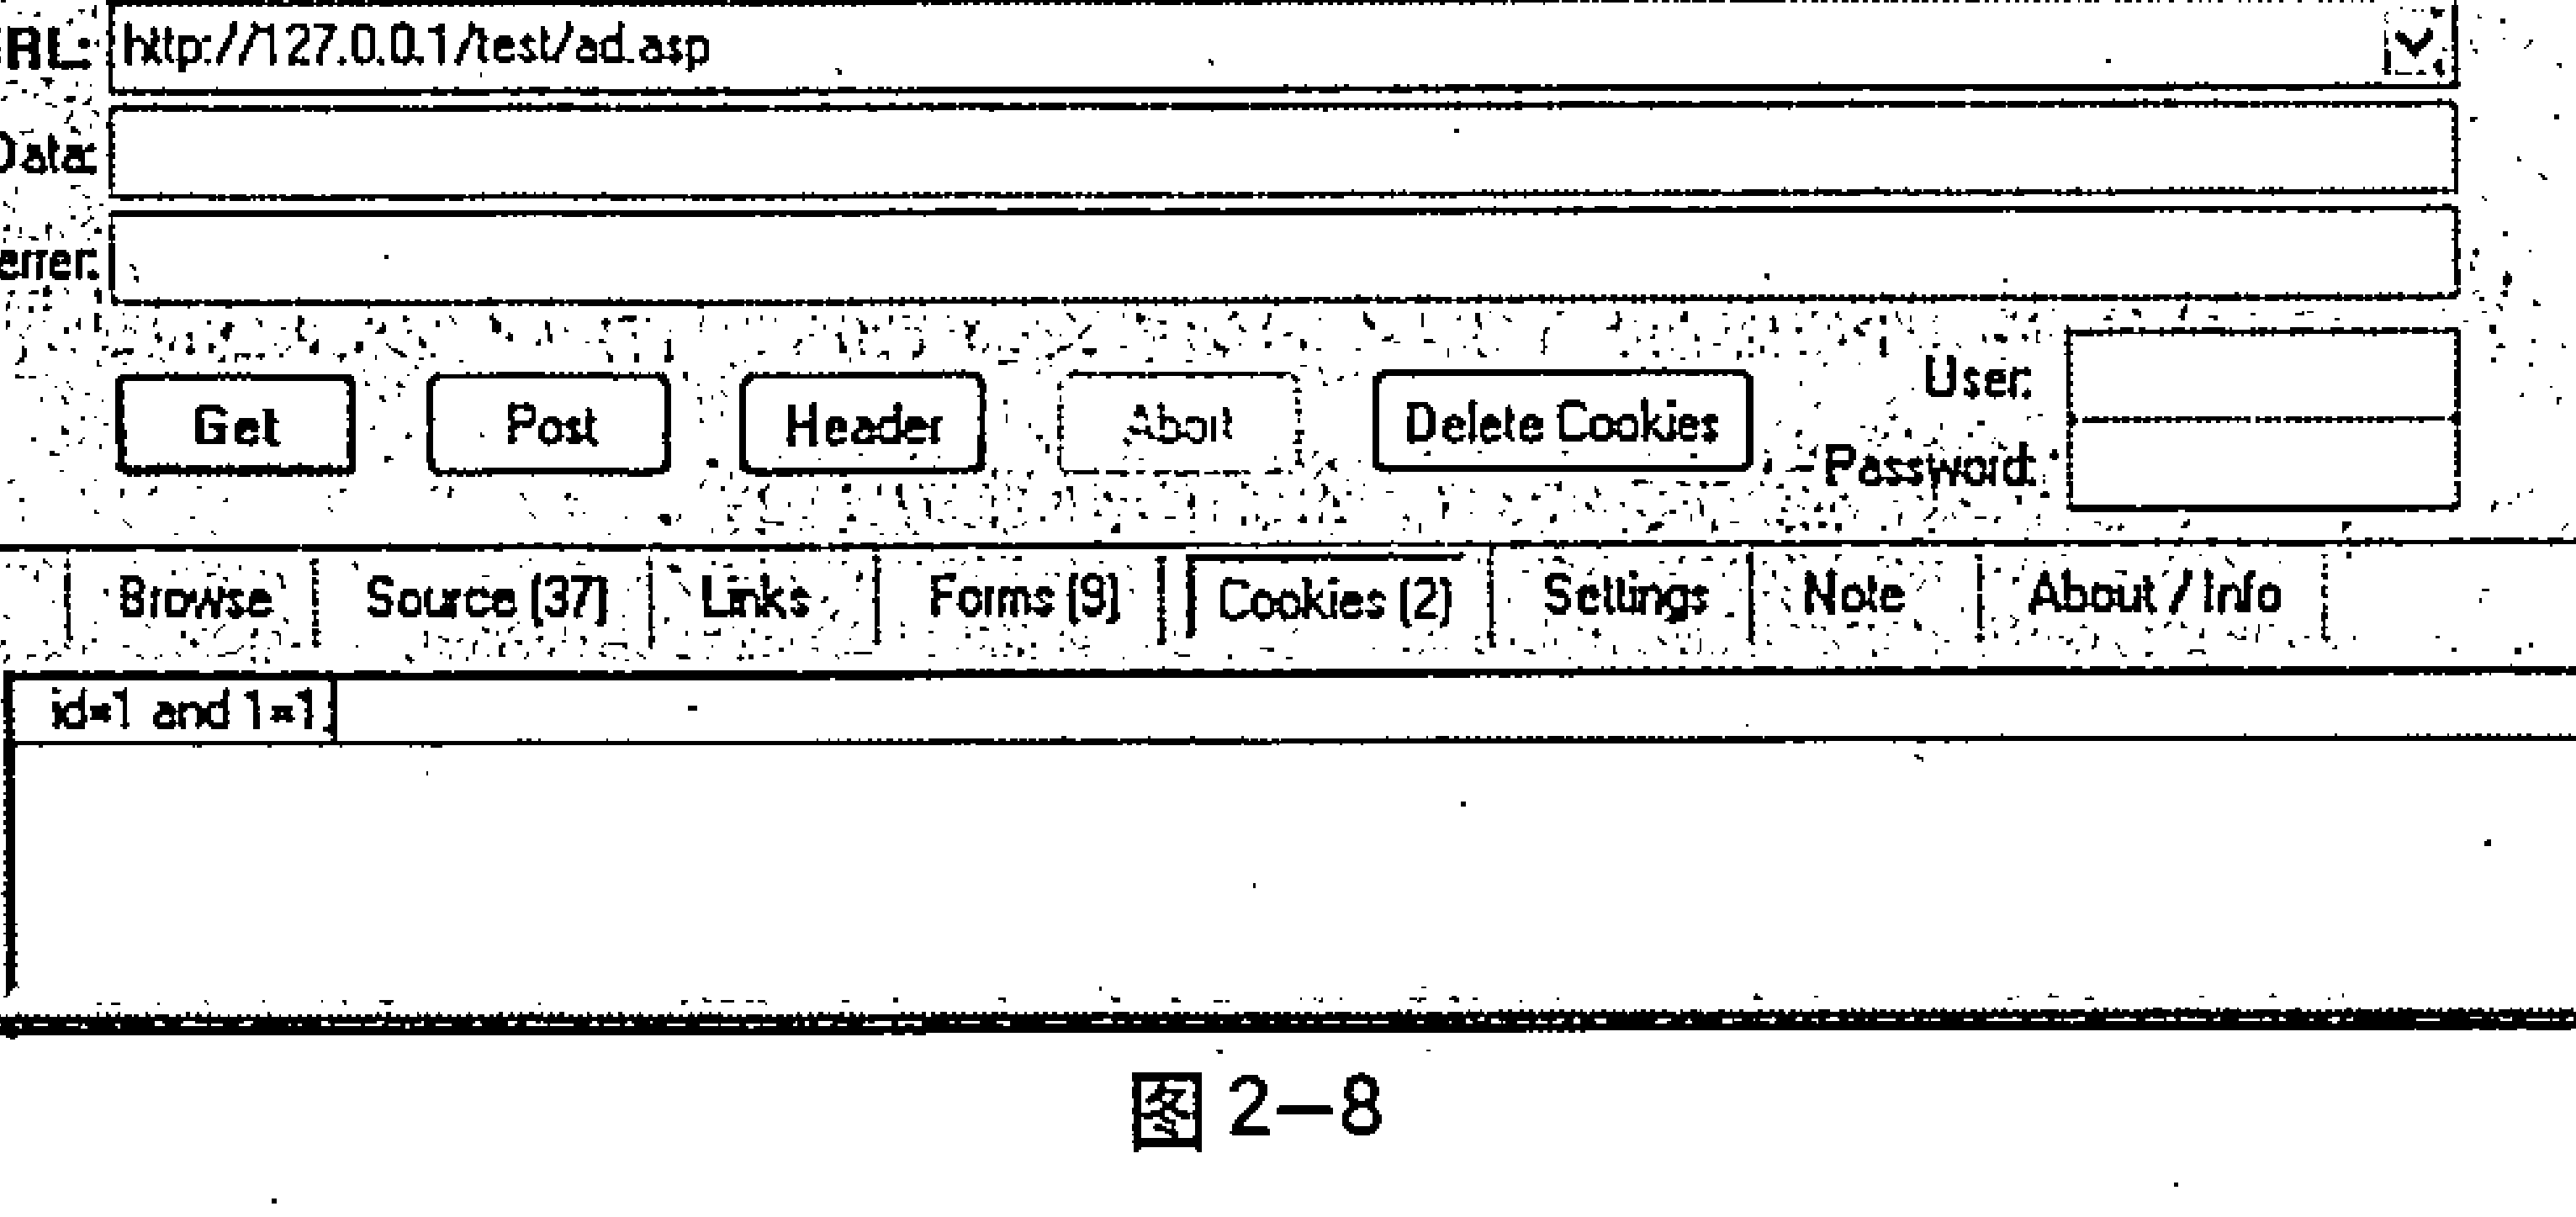 RL: http://127.0.0.1/test/ad.asp
Data:
errer:
Get Post Header Abort Delete Cookies
User:
Password:
Browse Source (37) Links Forms (9) Cookies (2) Settings Note About / Info
id=1 and 1=1;
图 2-8